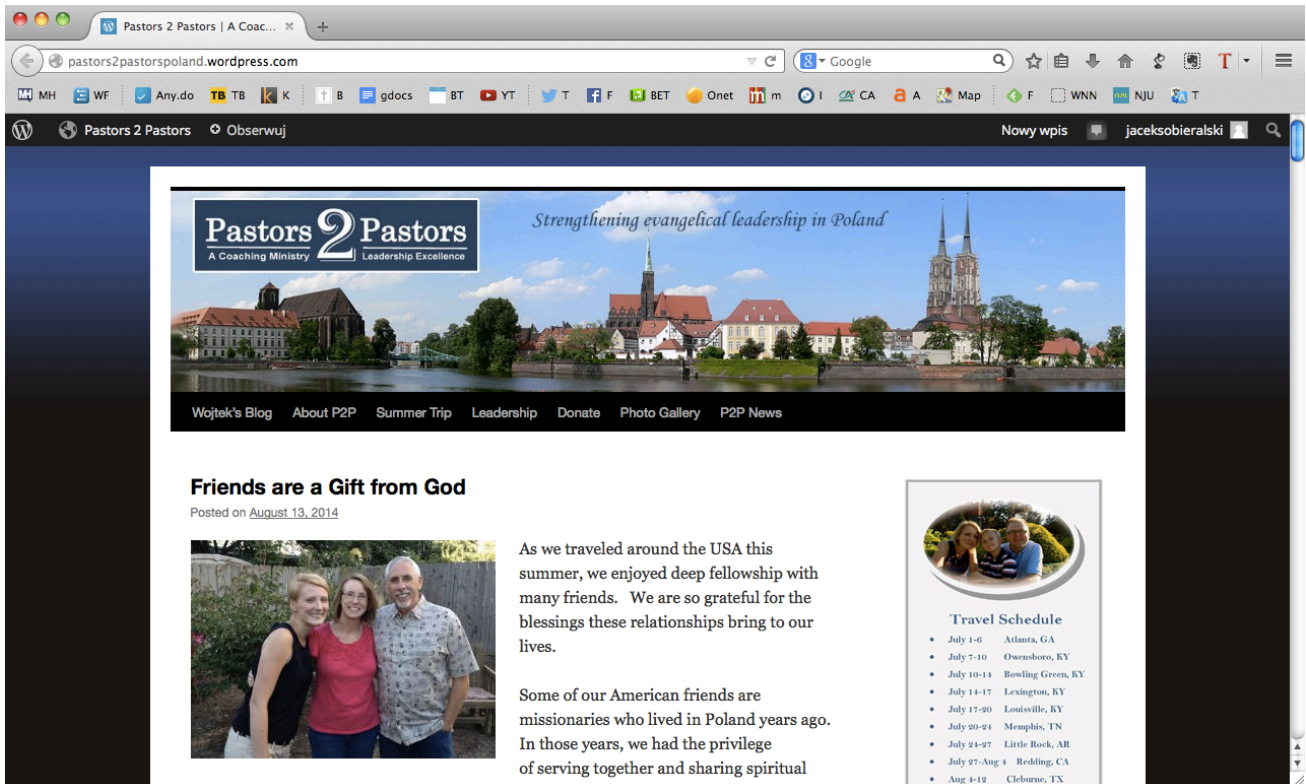 Pastors 2 Pastors | A Coac...
pastors2pastorspoland.wordpress.com
Google
MH WF Any.do TB TB K B gdocs BT YT T F BET Onet m I CA A Map F WNN NJU T
Pastors 2 Pastors Obserwuj Nowy wpis jaceksobieralski
Pastors 2 Pastors
A Coaching Ministry Leadership Excellence
Strengthening evangelical leadership in Poland
Wojtek's Blog About P2P Summer Trip Leadership Donate Photo Gallery P2P News
Friends are a Gift from God
Posted on August 13, 2014
As we traveled around the USA this
summer, we enjoyed deep fellowship with
many friends. We are so grateful for the
blessings these relationships bring to our
lives.
Some of our American friends are
missionaries who lived in Poland years ago.
In those years, we had the privilege
of serving together and sharing spiritual
Travel Schedule
• July 1-6 Atlanta, GA
• July 7-10 Owensboro, KY
• July 10-14 Bowling Green, KY
• July 14-17 Lexington, KY
• July 17-20 Louisville, KY
• July 20-24 Memphis, TN
• July 24-27 Little Rock, AR
• July 27-Aug 4 Redding, CA
• Aug 4-12 Cleburne, TX